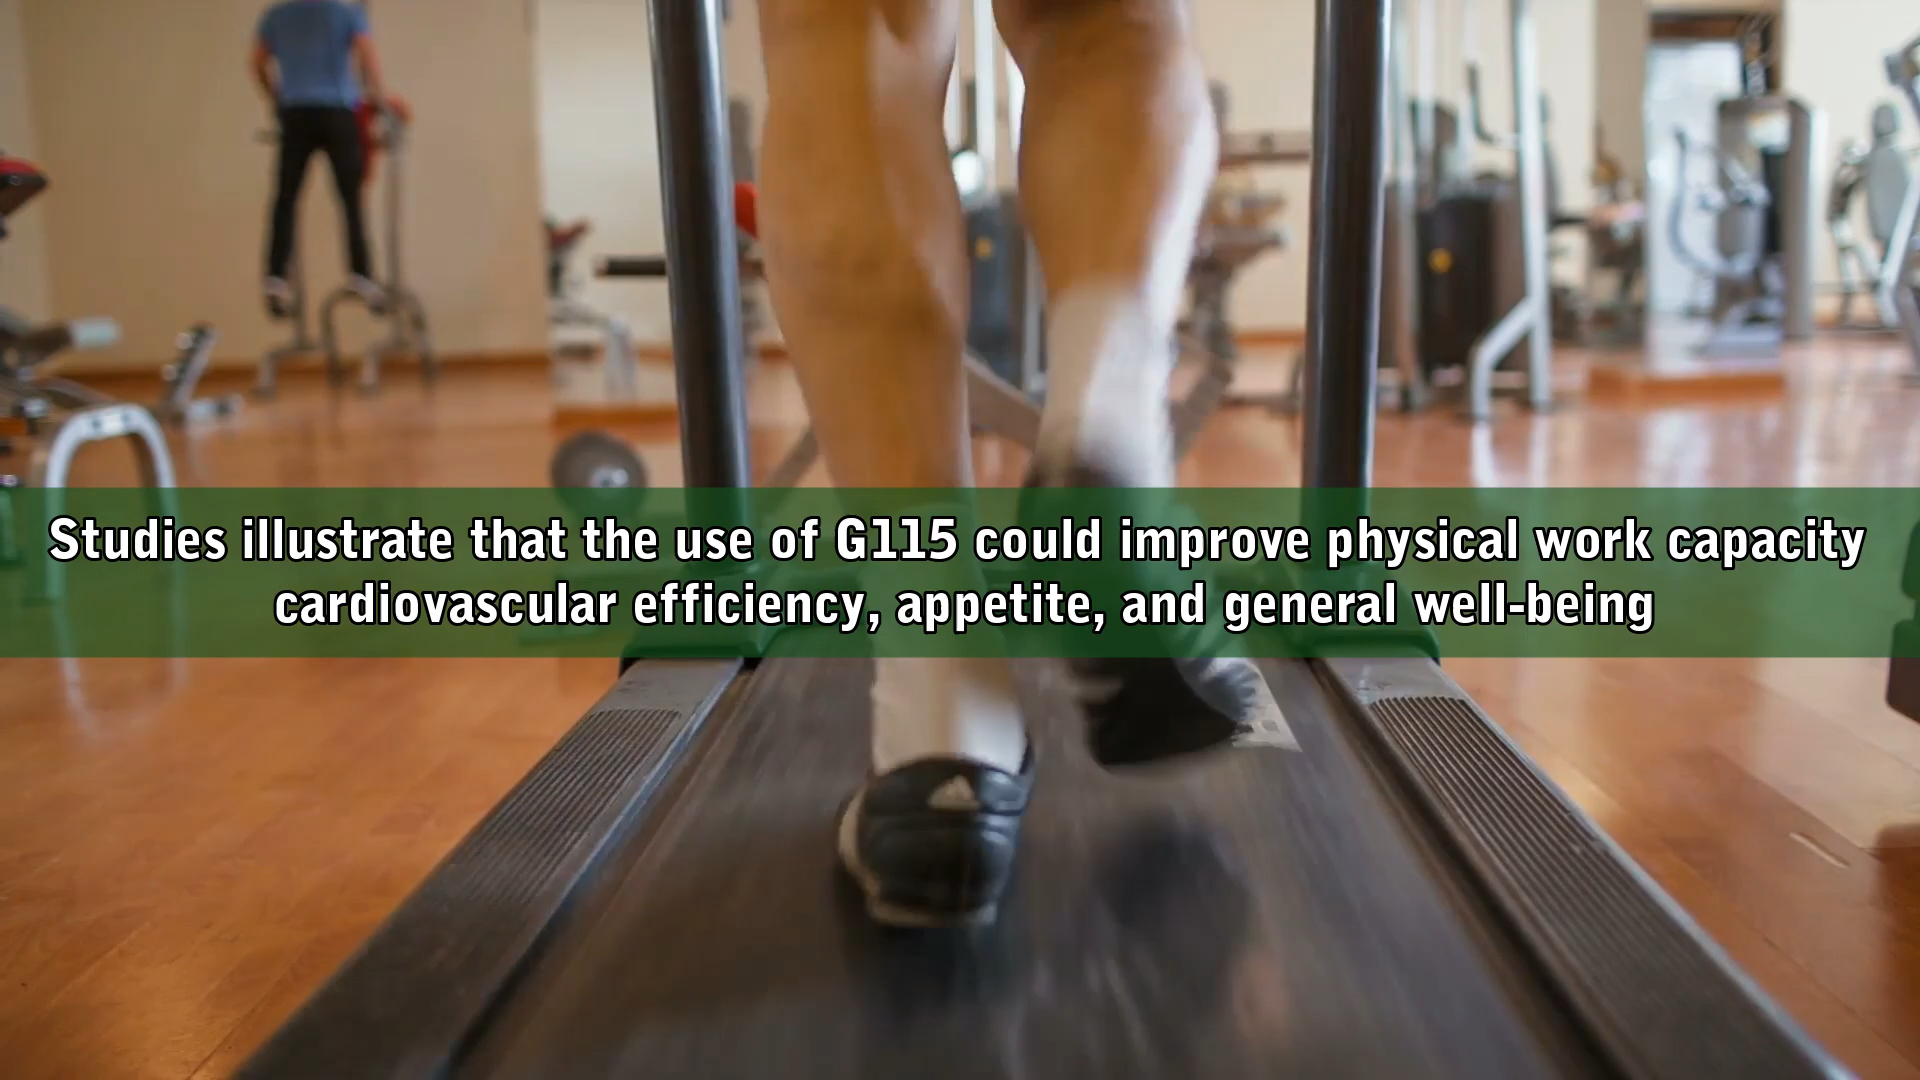 Studies illustrate that the use of G115 could improve physical work capacity
cardiovascular efficiency, appetite, and general well-being